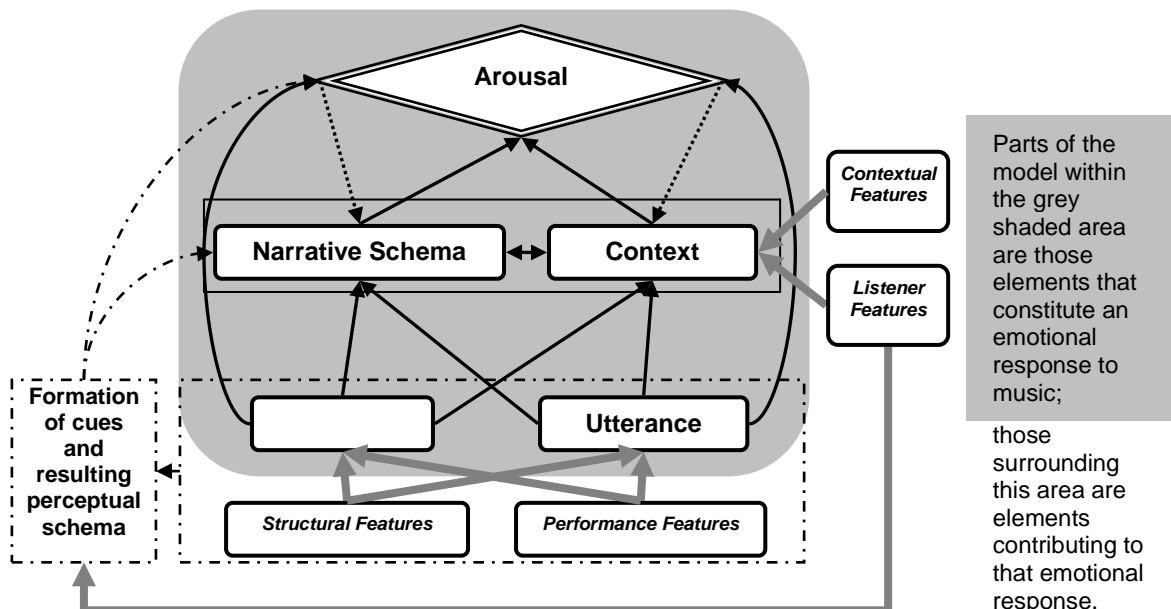 Arousal
Contextual
Features
Narrative Schema
Context
Listener
Features
Formation
of cues
and
resulting
perceptual
schema
Utterance
Structural Features
Performance Features
Parts of the
model within
the grey
shaded area
are those
elements that
constitute an
emotional
response to
music;
those
surrounding
this area are
elements
contributing to
that emotional
response.